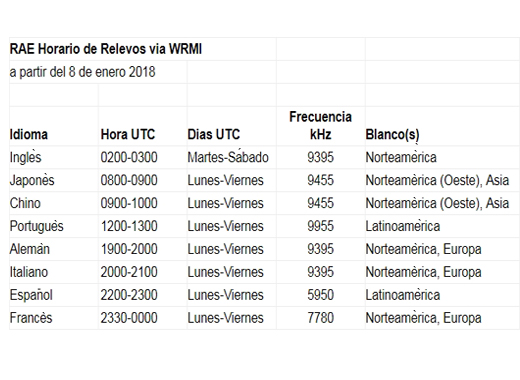 RAE Horario de Relevos via WRMI
a partir del 8 de enero 2018
Frecuencia
Idioma Hora UTC Dias UTC kHz Blanco(s)
Inglès 0200-0300 Martes-Sábado 9395 Norteamèrica
Japonès 0800-0900 Lunes-Viernes 9455 Norteamèrica (Oeste), Asia
Chino 0900-1000 Lunes-Viernes 9455 Norteamèrica (Oeste), Asia
Portuguès 1200-1300 Lunes-Viernes 9955 Latinoamèrica
Alemán 1900-2000 Lunes-Viernes 9395 Norteamèrica, Europa
Italiano 2000-2100 Lunes-Viernes 9395 Norteamèrica, Europa
Español 2200-2300 Lunes-Viernes 5950 Latinoamèrica
Francès 2330-0000 Lunes-Viernes 7780 Norteamèrica, Europa